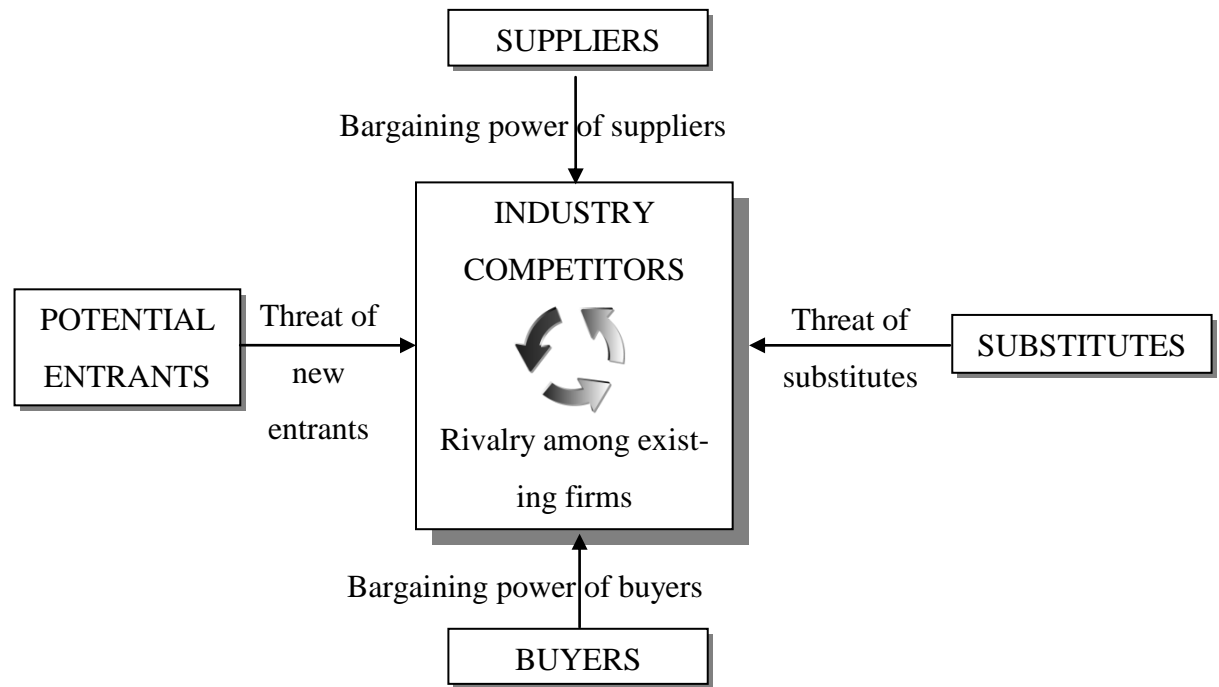 SUPPLIERS
Bargaining power of suppliers
INDUSTRY
COMPETITORS
Rivalry among exist-
ing firms
POTENTIAL
ENTRANTS
Threat of
new
entrants
Threat of
substitutes
SUBSTITUTES
Bargaining power of buyers
BUYERS